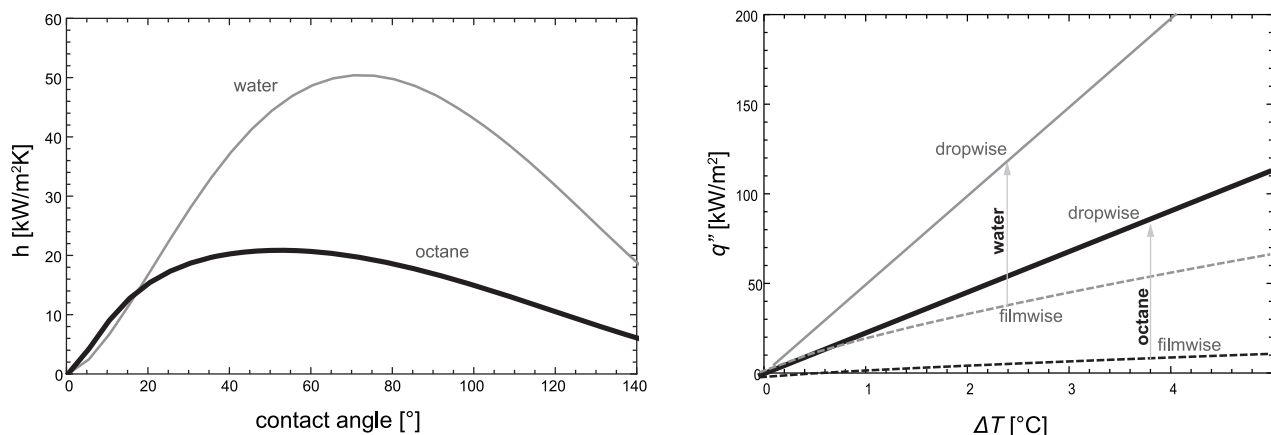 60
50
40
30
20
10
0
h [kW/m²K]
water
octane
0 20 40 60 80 100 120 140
contact angle [°]
200
150
100
50
0
q” [kW/m²]
dropwise
dropwise
water
filmwise
octane
filmwise
0 1 2 3 4
ΔT [°C]